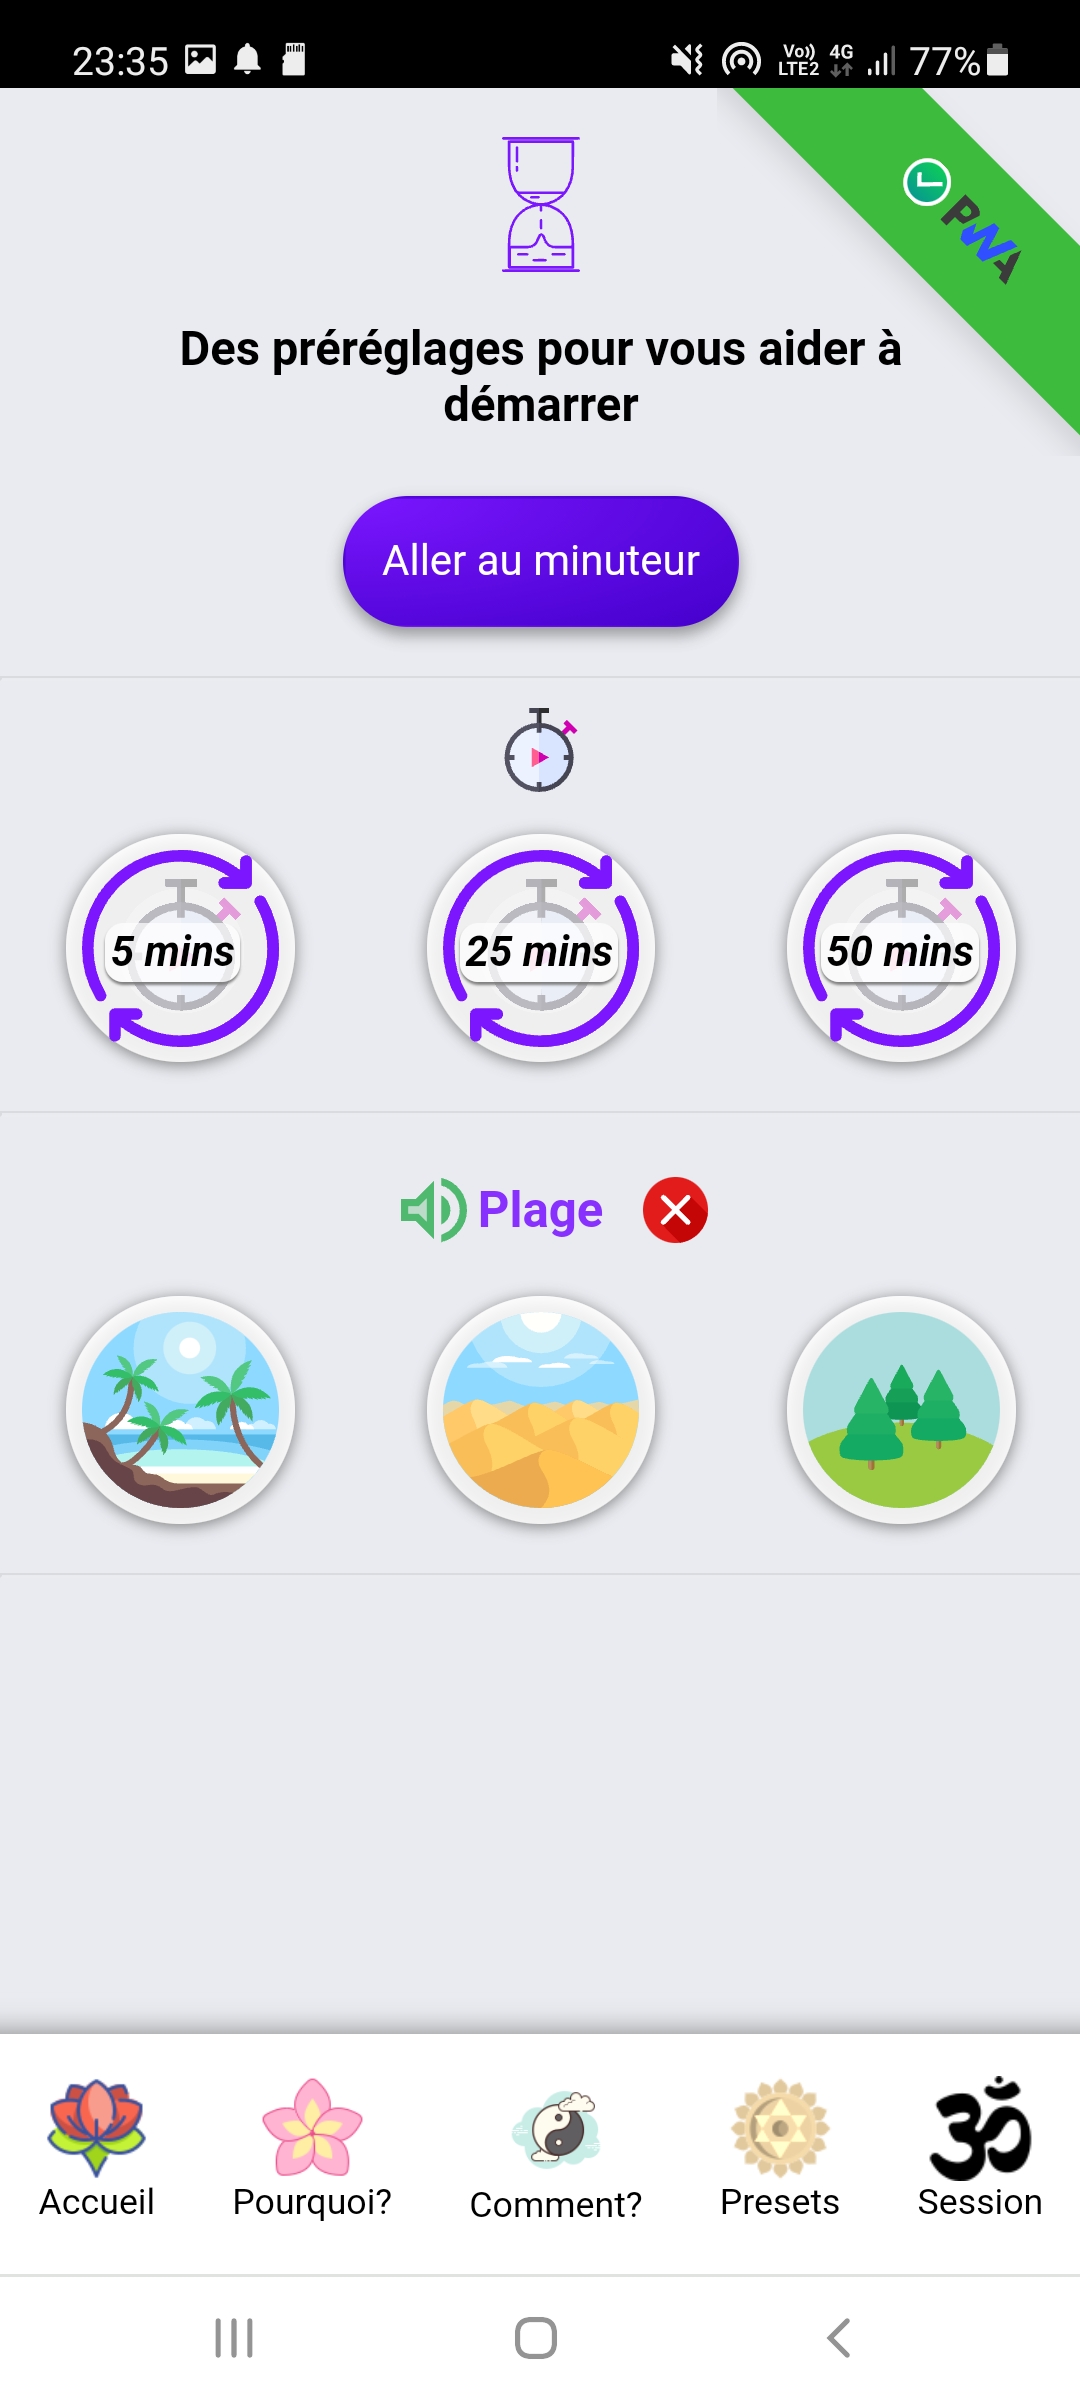 23:35
Vo)) LTE2 4G 77%
PWA
Des préréglages pour vous aider à
démarrer
Aller au minuteur
5 mins
25 mins
50 mins
Plage
Accueil
Pourquoi?
Comment?
Presets
Session